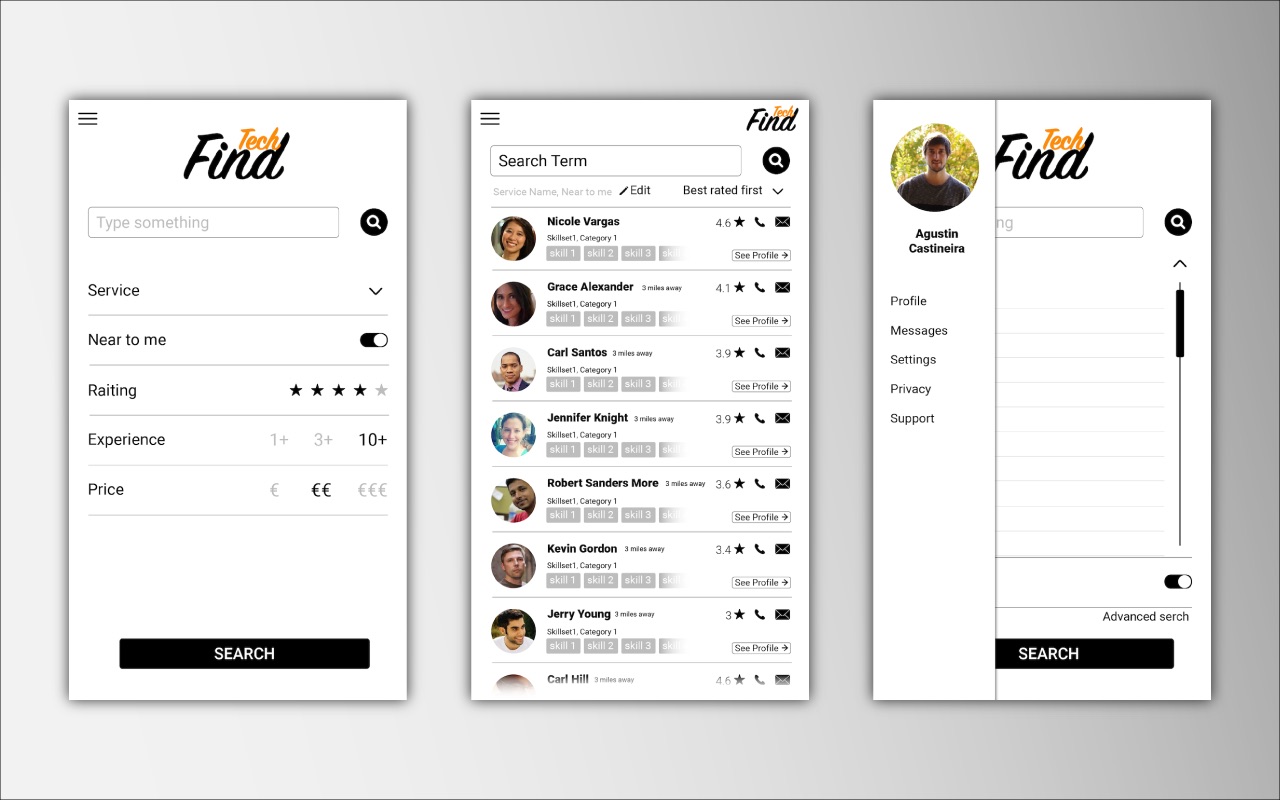 Tech
Find
Type something
Service
Near to me
Raiting
Experience 1+ 3+ 10+
Price € €€ €€€
SEARCH
Tech
Find
Search Term
Service Name, Near to me Edit Best rated first
Nicole Vargas 4.6
Skillset1, Category 1
skill 1 skill 2 skill 3 skill
See Profile
Grace Alexander 3 miles away 4.1
Skillset1, Category 1
skill 1 skill 2 skill 3 skill
See Profile
Carl Santos 3 miles away 3.9
Skillset1, Category 1
skill 1 skill 2 skill 3 skill
See Profile
Jennifer Knight 3 miles away 3.9
Skillset1, Category 1
skill 1 skill 2 skill 3 skill
See Profile
Robert Sanders More 3 miles away 3.6
Skillset1, Category 1
skill 1 skill 2 skill 3 skill
See Profile
Kevin Gordon 3 miles away 3.4
Skillset1, Category 1
skill 1 skill 2 skill 3 skill
See Profile
Jerry Young 3 miles away 3
Skillset1, Category 1
skill 1 skill 2 skill 3 skill
See Profile
Carl Hill 3 miles away 4.6
Agustin
Castineira
Profile
Messages
Settings
Privacy
Support
Tech
Find
ng
Advanced serch
SEARCH